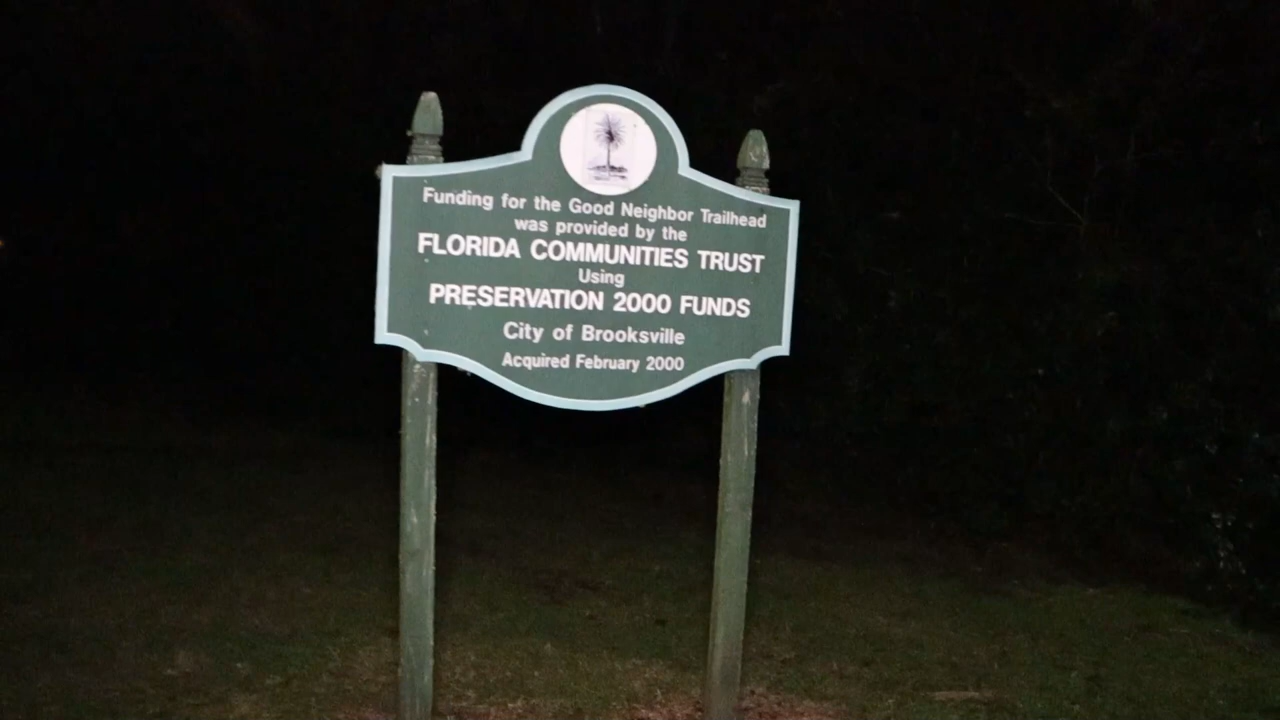 Funding for the Good Neighbor Trailhead
was provided by the
FLORIDA COMMUNITIES TRUST
Using
PRESERVATION 2000 FUNDS
City of Brooksville
Acquired February 2000